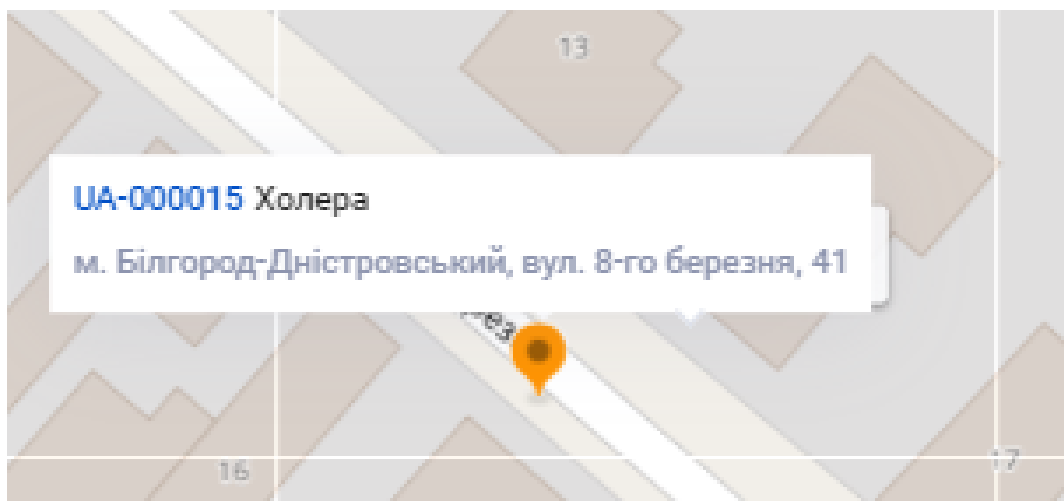 13
UA-000015 Холера
м. Білгород-Дністровський, вул. 8-го березня, 41
16
17